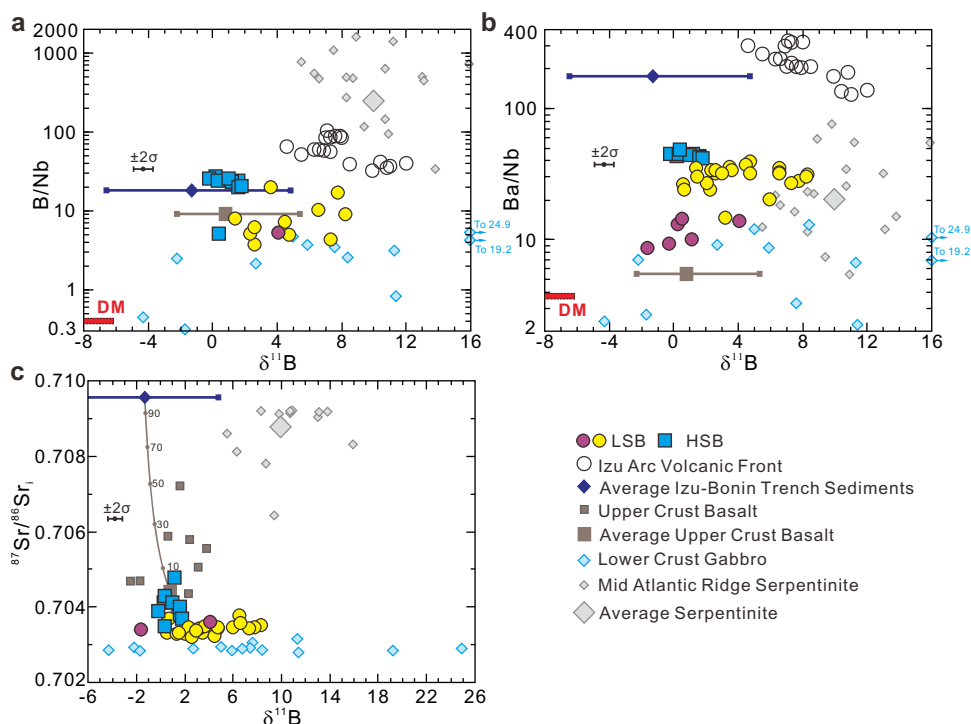 a
B/Nb
2000
1000
100
10
1
0.3
±2σ
DM
To 24.9
To 19.2
-8 -4 0 4 8 12 16
δ¹¹B
b
Ba/Nb
400
100
10
2
±2σ
DM
To 24.9
To 19.2
-8 -4 0 4 8 12 16
δ¹¹B
c
⁸⁷Sr/⁸⁶Srᵢ
0.710
0.708
0.706
0.704
0.702
90
70
50
30
10
±2σ
-6 -2 2 6 10 14 18 22 26
δ¹¹B
LSB HSB
Izu Arc Volcanic Front
Average Izu-Bonin Trench Sediments
Upper Crust Basalt
Average Upper Crust Basalt
Lower Crust Gabbro
Mid Atlantic Ridge Serpentinite
Average Serpentinite